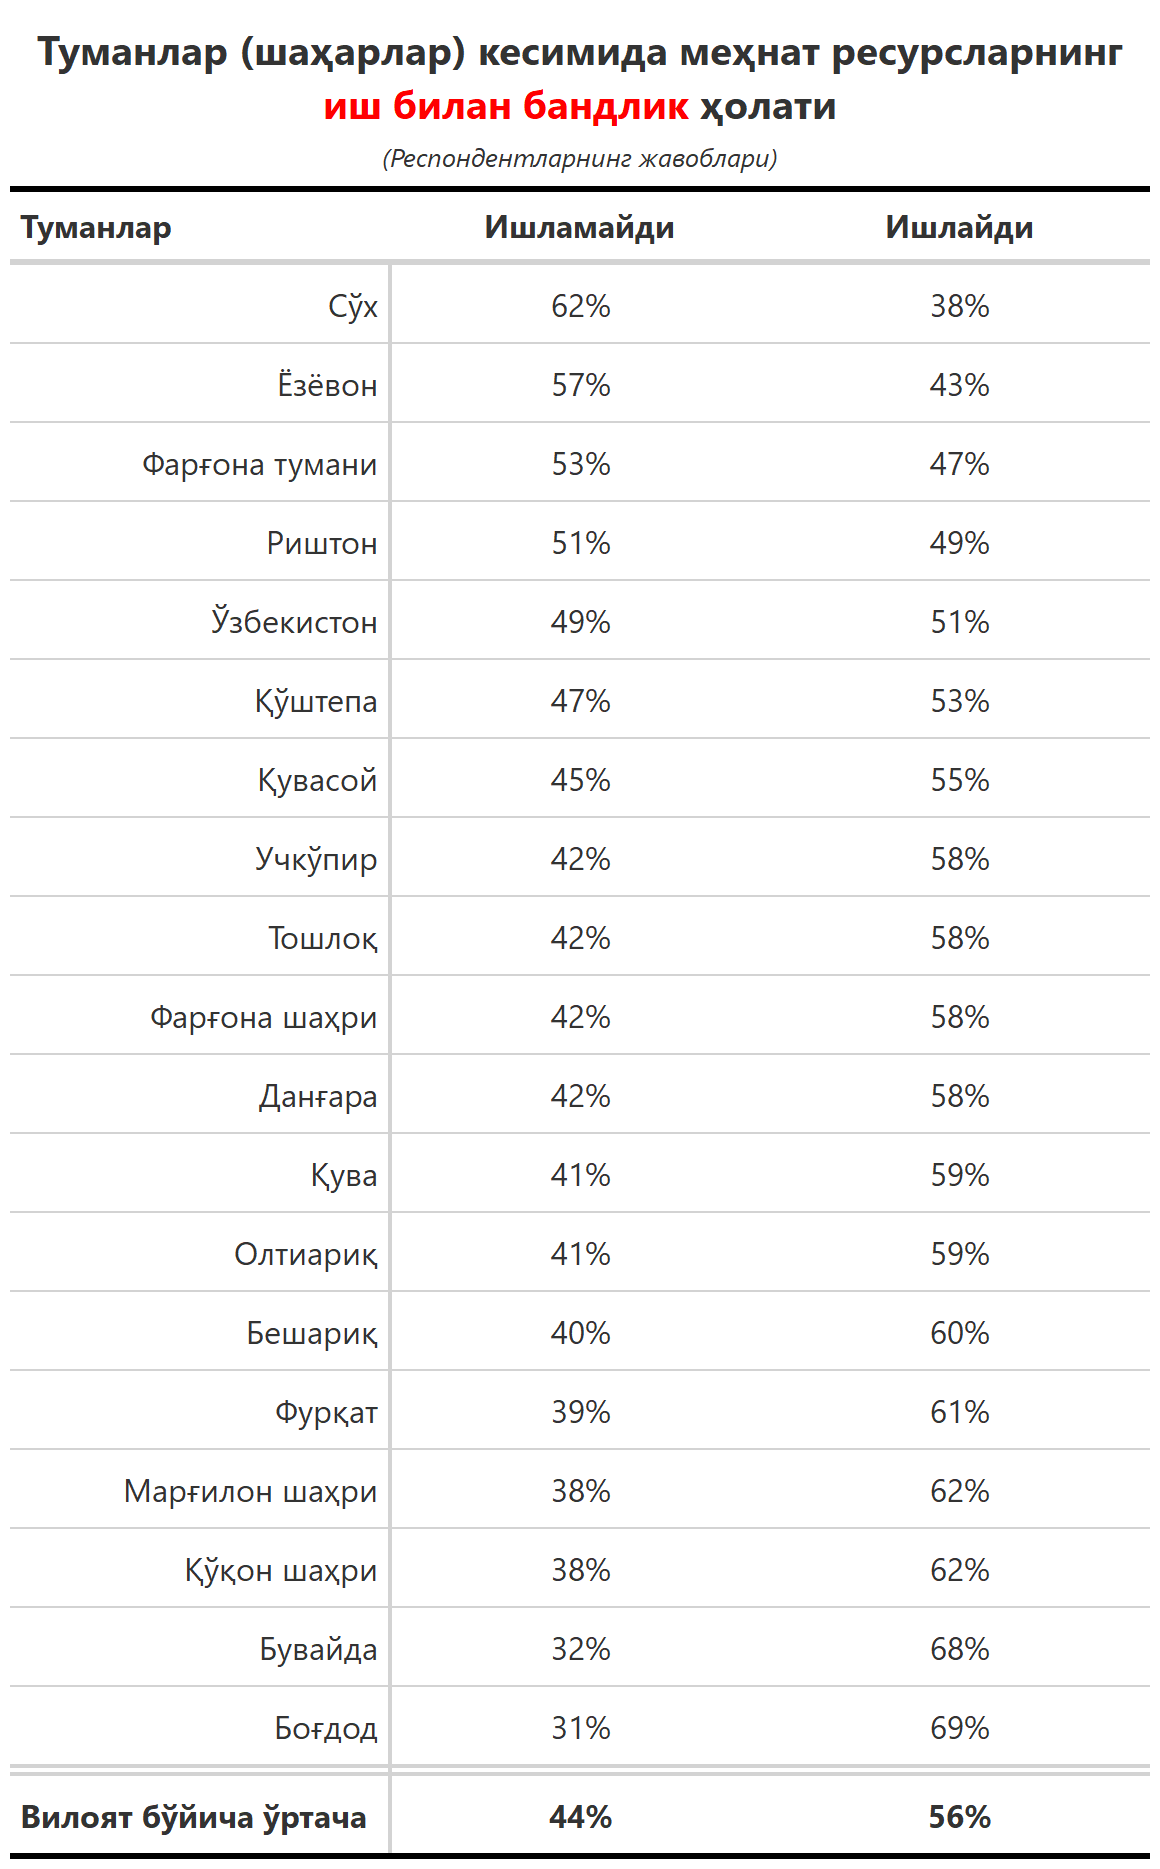 Туманлар (шаҳарлар) кесимида меҳнат ресурсларнинг
иш билан бандлик ҳолати
(Респондентларнинг жавоблари)
Туманлар Ишламайди Ишлайди
Сўх 62% 38%
Ёзёвон 57% 43%
Фарғона тумани 53% 47%
Риштон 51% 49%
Ўзбекистон 49% 51%
Қўштепа 47% 53%
Қувасой 45% 55%
Учкўпир 42% 58%
Тошлоқ 42% 58%
Фарғона шаҳри 42% 58%
Данғара 42% 58%
Қува 41% 59%
Олтиариқ 41% 59%
Бешариқ 40% 60%
Фурқат 39% 61%
Марғилон шаҳри 38% 62%
Қўқон шаҳри 38% 62%
Бувайда 32% 68%
Боғдод 31% 69%
Вилоят бўйича ўртача 44% 56%